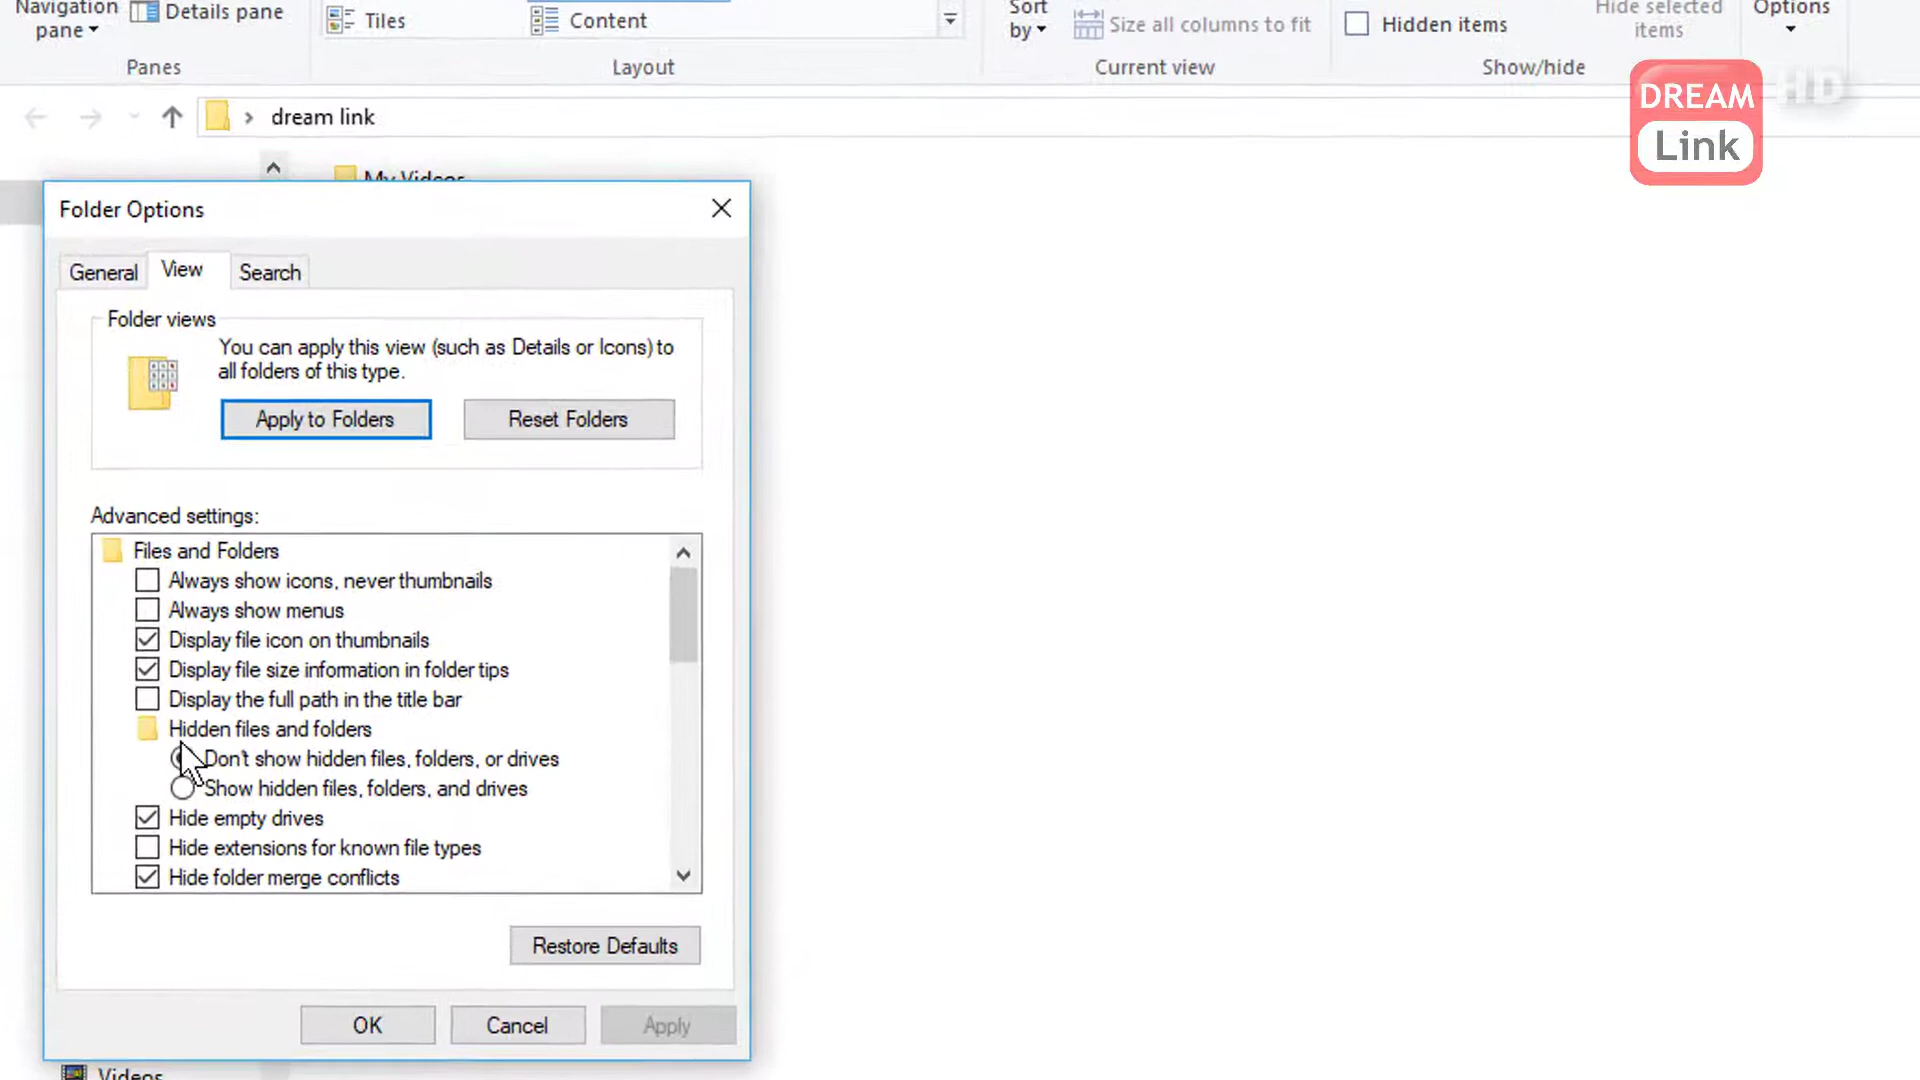 Navigation
pane
Details pane
Tiles
Content
Sort
by
Size all columns to fit
Hidden items
Hide selected
items
Options
Panes
Layout
Current view
Show/hide
DREAM
Link
HD
dream link
My Videos
Folder Options
General
View
Search
Folder views
You can apply this view (such as Details or Icons) to
all folders of this type.
Apply to Folders
Reset Folders
Advanced settings:
Files and Folders
Always show icons, never thumbnails
Always show menus
Display file icon on thumbnails
Display file size information in folder tips
Display the full path in the title bar
Hidden files and folders
Don't show hidden files, folders, or drives
Show hidden files, folders, and drives
Hide empty drives
Hide extensions for known file types
Hide folder merge conflicts
Restore Defaults
OK
Cancel
Apply
Videos